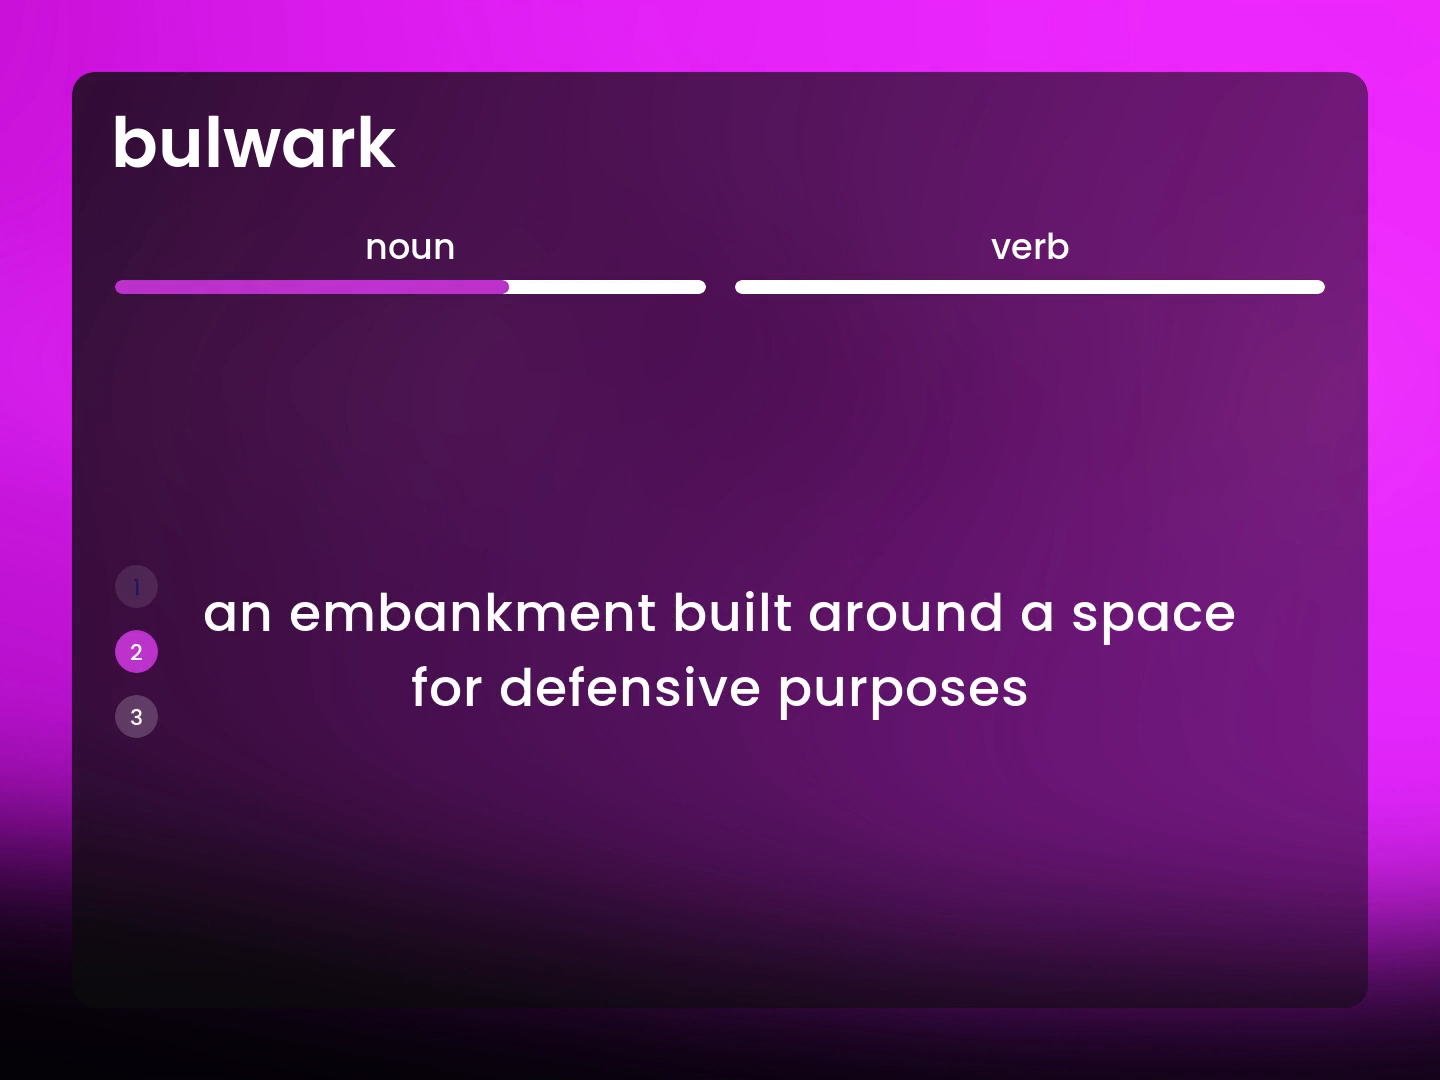 bulwark
noun
verb
1
an embankment built around a space
2
for defensive purposes
3